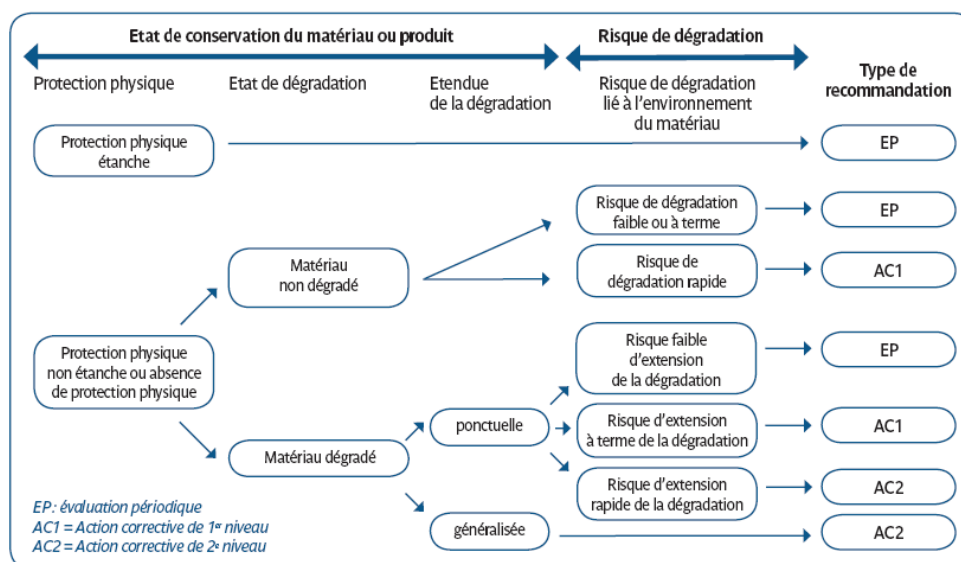 Etat de conservation du matériau ou produit
Risque de dégradation
Protection physique
Etat de dégradation
Etendue
de la dégradation
Risque de dégradation
lié à l'environnement
du matériau
Type de
recommandation
Protection physique
étanche
EP
Risque de dégradation
faible ou à terme
EP
Matériau
non dégradé
Risque de
dégradation rapide
AC1
Protection physique
non étanche ou absence
de protection physique
Risque faible
d'extension
de la dégradation
EP
Matériau dégradé
ponctuelle
Risque d'extension
à terme de la dégradation
AC1
Risque d'extension
rapide de la dégradation
AC2
généralisée
AC2
EP : évaluation périodique
AC1 = Action corrective de 1er niveau
AC2 = Action corrective de 2e niveau